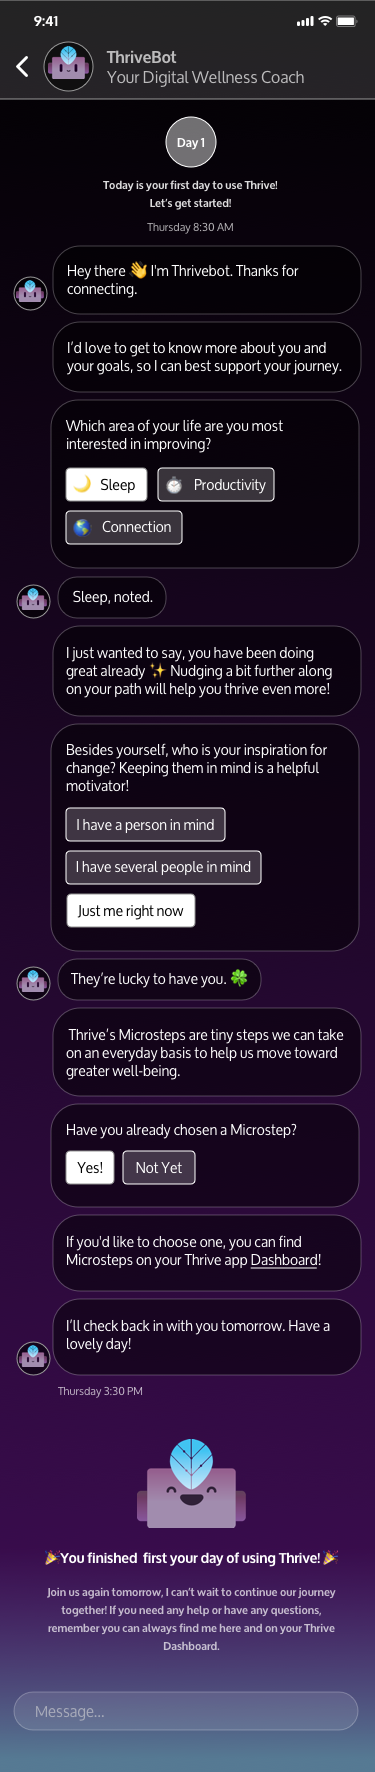 9:41
ThriveBot
Your Digital Wellness Coach
Day 1
Today is your first day to use Thrive!
Let's get started!
Thursday 8:30 AM
Hey there 👋 I'm Thrivebot. Thanks for
connecting.
I'd love to get to know more about you and
your goals, so I can best support your journey.
Which area of your life are you most
interested in improving?
🌙 Sleep
⏱️ Productivity
🌎 Connection
Sleep, noted.
I just wanted to say, you have been doing
great already ✨ Nudging a bit further along
on your path will help you thrive even more!
Besides yourself, who is your inspiration for
change? Keeping them in mind is a helpful
motivator!
I have a person in mind
I have several people in mind
Just me right now
They're lucky to have you. 🍀
Thrive's Microsteps are tiny steps we can take
on an everyday basis to help us move toward
greater well-being.
Have you already chosen a Microstep?
Yes!
Not Yet
If you'd like to choose one, you can find
Microsteps on your Thrive app Dashboard!
I'll check back in with you tomorrow. Have a
lovely day!
Thursday 3:30 PM
🎉You finished first your day of using Thrive! 🎉
Join us again tomorrow, I can't wait to continue our journey
together! If you need any help or have any questions,
remember you can always find me here and on your Thrive
Dashboard.
Message...